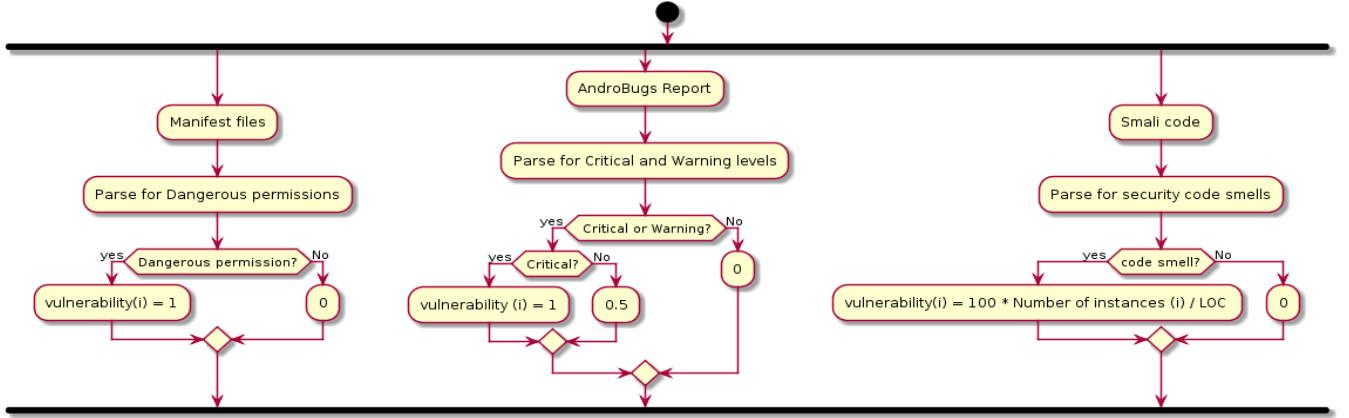 Manifest files
Parse for Dangerous permissions
yes
Dangerous permission?
No
vulnerability(i) = 1
0
AndroBugs Report
Parse for Critical and Warning levels
yes
Critical or Warning?
No
yes
Critical?
No
0
vulnerability (i) = 1
0.5
Smali code
Parse for security code smells
yes
code smell?
No
vulnerability(i) = 100 * Number of instances (i) / LOC
0